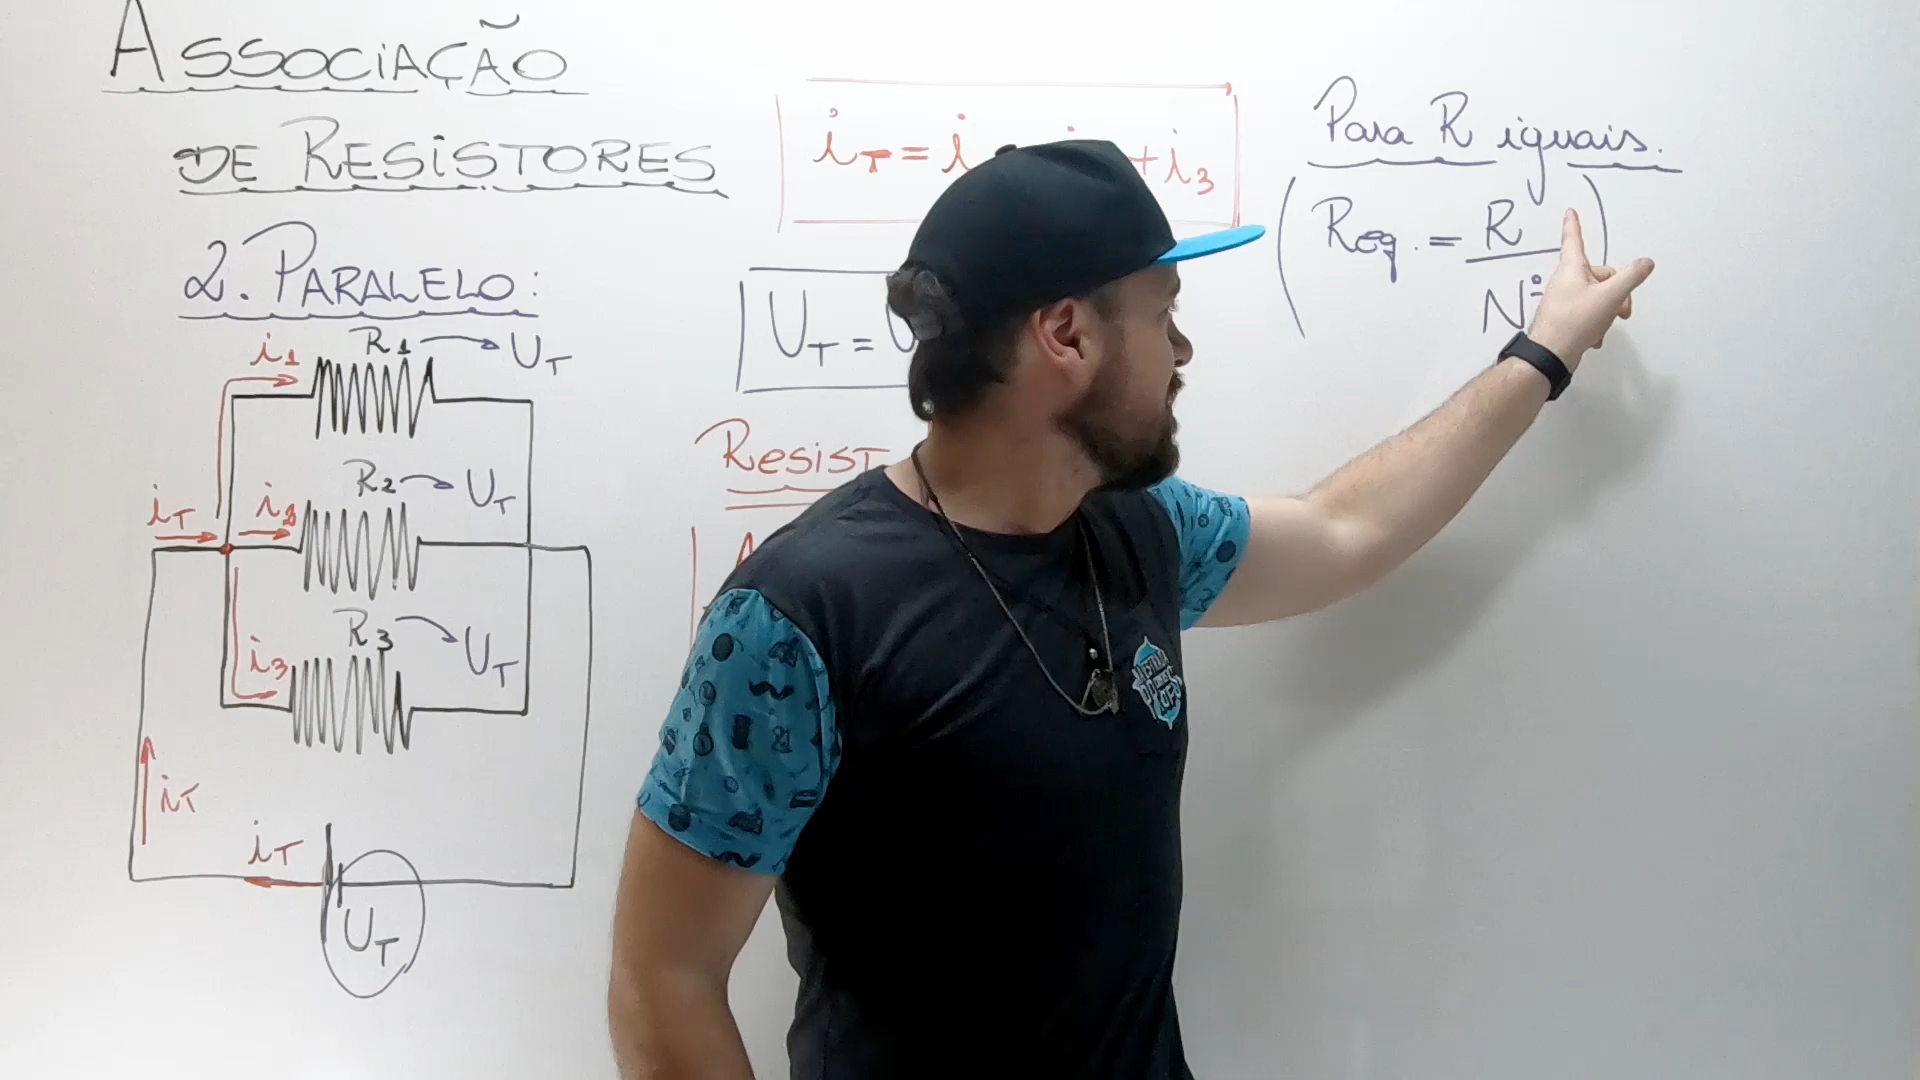 ASSOCIAÇÃO
DE RESISTORES
2. PARALELO:
R1 UT
i1
R2 UT
iT
R3 UT
i3
iT
iT
UT
iT = i + i3
UT = U
RESIST
Para R iguais.
Req. = R
Nº